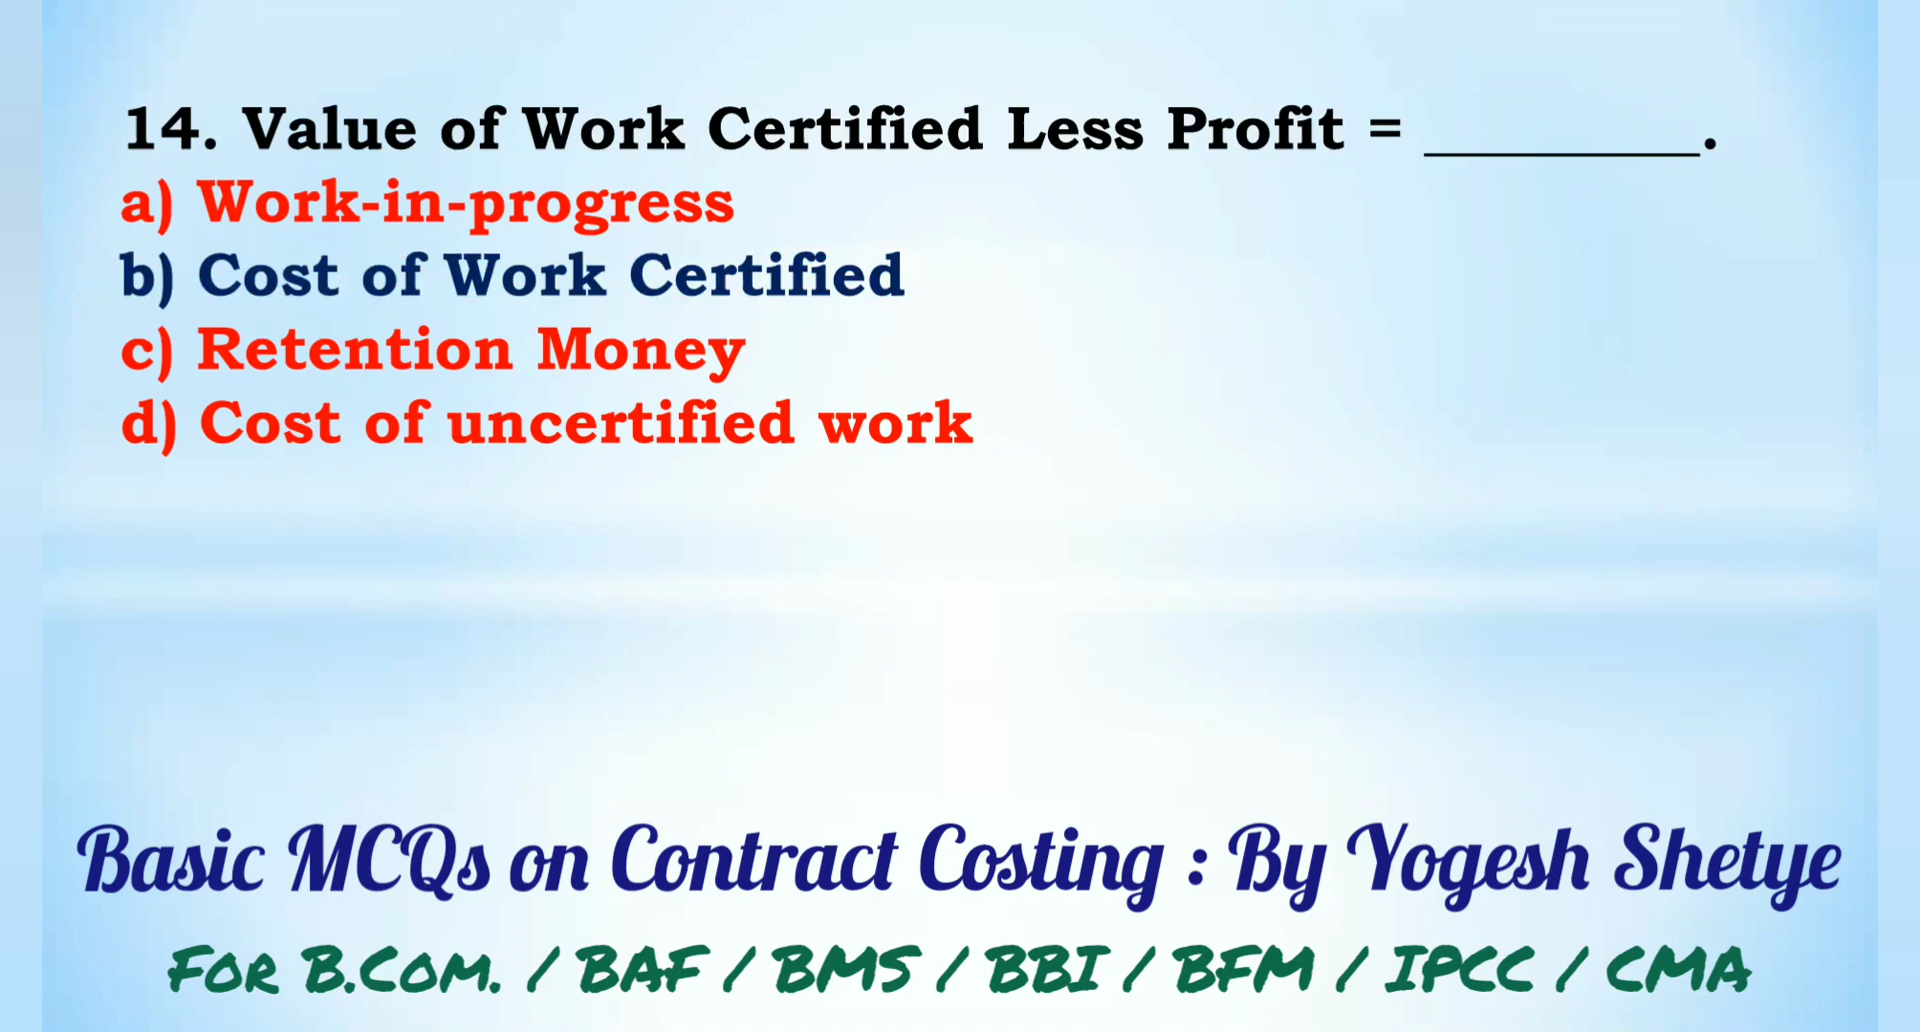 14. Value of Work Certified Less Profit = _________.
a) Work-in-progress
b) Cost of Work Certified
c) Retention Money
d) Cost of uncertified work
Basic MCQs on Contract Costing : By Yogesh Shetye
For B.Com. / BAF / BMS / BBI / BFM / IPCC / CMA